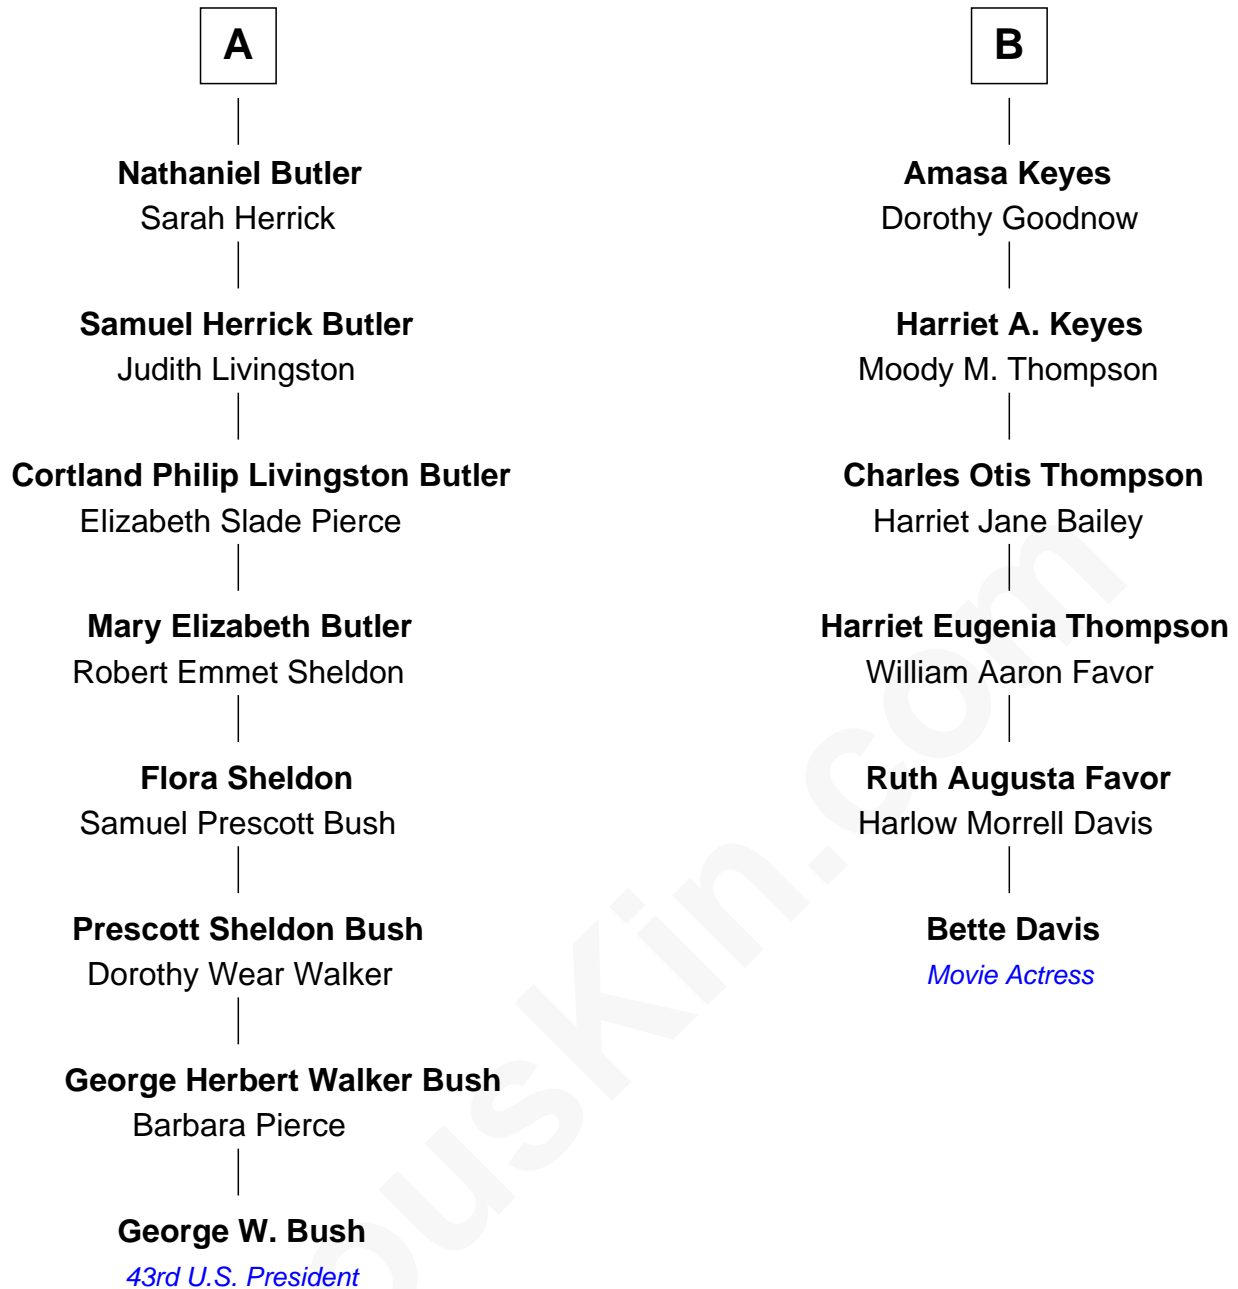 A
Nathaniel Butler
Sarah Herrick
Samuel Herrick Butler
Judith Livingston
Cortland Philip Livingston Butler
Elizabeth Slade Pierce
Mary Elizabeth Butler
Robert Emmet Sheldon
Flora Sheldon
Samuel Prescott Bush
Prescott Sheldon Bush
Dorothy Wear Walker
George Herbert Walker Bush
Barbara Pierce
George W. Bush
43rd U.S. President
B
Amasa Keyes
Dorothy Goodnow
Harriet A. Keyes
Moody M. Thompson
Charles Otis Thompson
Harriet Jane Bailey
Harriet Eugenia Thompson
William Aaron Favor
Ruth Augusta Favor
Harlow Morrell Davis
Bette Davis
Movie Actress
ousKin.com